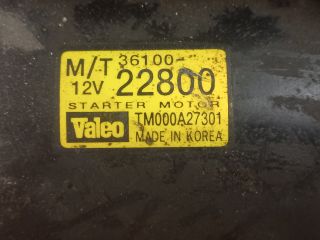 M/T 36100-
12V 22800
STARTER MOTOR
Valeo TM000A27301
MADE IN KOREA